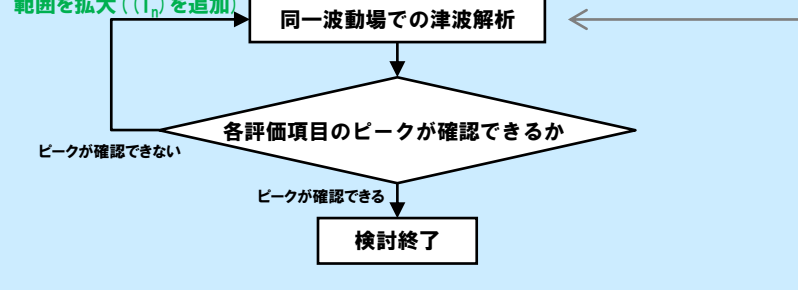 範囲を拡大((Tn)を追加)
同一波動場での津波解析
各評価項目のピークが確認できるか
ピークが確認できない
ピークが確認できる
検討終了